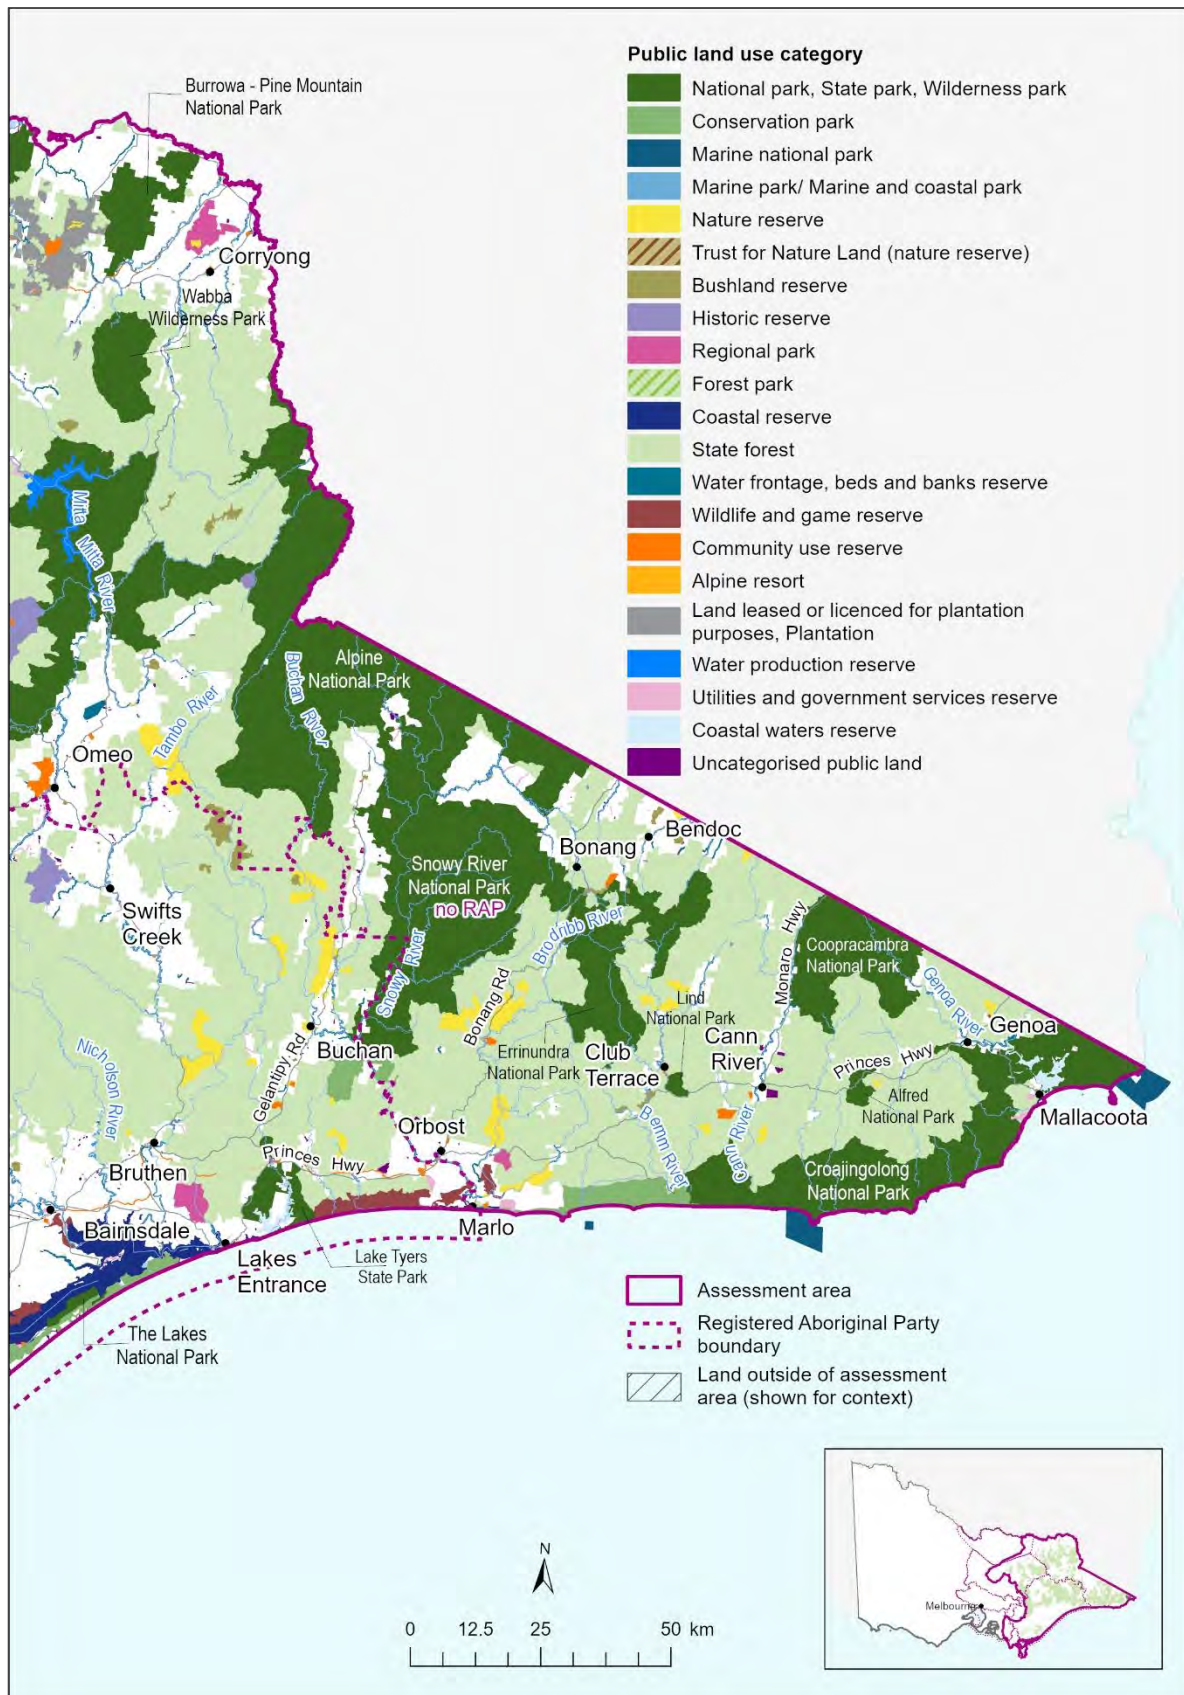 Public land use category
National park, State park, Wilderness park
Conservation park
Marine national park
Marine park/ Marine and coastal park
Nature reserve
Trust for Nature Land (nature reserve)
Bushland reserve
Historic reserve
Regional park
Forest park
Coastal reserve
State forest
Water frontage, beds and banks reserve
Wildlife and game reserve
Community use reserve
Alpine resort
Land leased or licenced for plantation
purposes, Plantation
Water production reserve
Utilities and government services reserve
Coastal waters reserve
Uncategorised public land
Burrowa - Pine Mountain
National Park
Corryong
Wabba
Wilderness Park
Mitta Mitta River
Alpine
National Park
Buchan River
Tambo River
Omeo
Bendoc
Bonang
Snowy River
National Park
no RAP
Swifts
Creek
Brodribb River
Monaro Hwy
Coopracambra
National Park
Snowy River
Bonang Rd
Lind
National Park
Genoa River
Genoa
Cann
River
Buchan
Gelantipy Rd
Nicholson River
Errinundra
National Park
Club
Terrace
Princes Hwy
Alfred
National Park
Mallacoota
Orbost
Bemm River
Cann River
Bruthen
Princes Hwy
Croajingolong
National Park
Bairnsdale
Marlo
Lakes
Entrance
Lake Tyers
State Park
The Lakes
National Park
Assessment area
Registered Aboriginal Party
boundary
Land outside of assessment
area (shown for context)
N
0 12.5 25 50 km
Melbourne